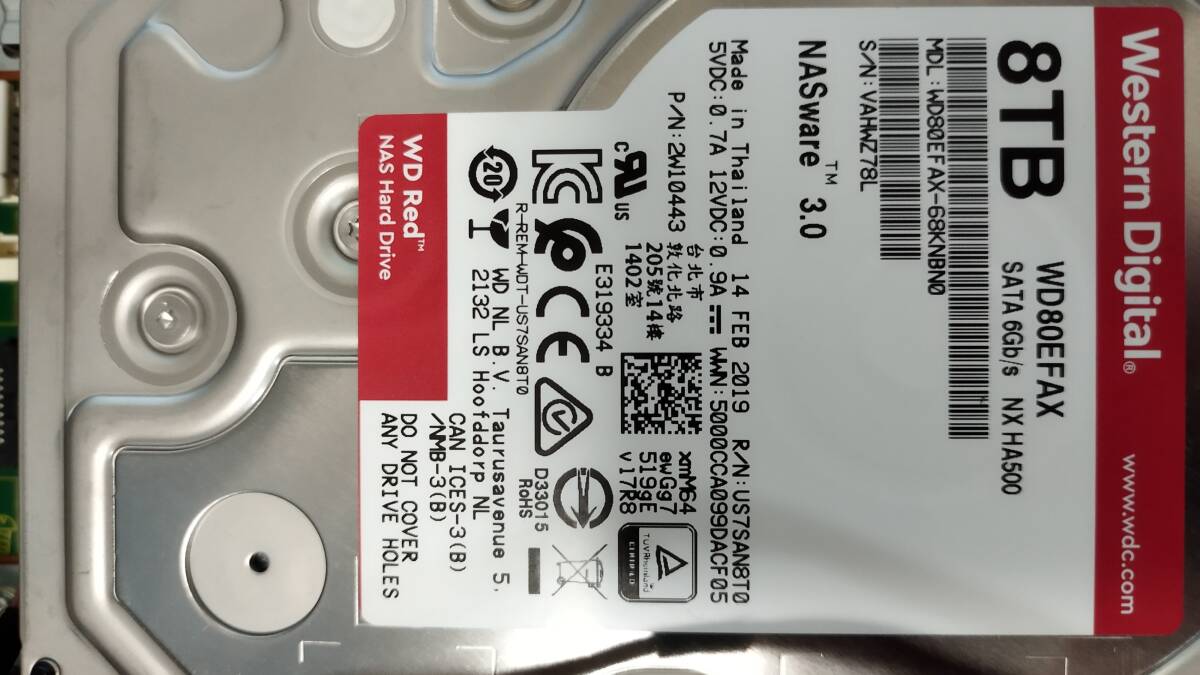 Western Digital® www.wdc.com
8TB WD80EFAX
SATA 6Gb/s NX HA500
MDL:WD80EFAX-68KNBN0
S/N:VAHWZ78L
NASware™ 3.0
Made in Thailand 14 FEB 2019 R/N:US7SAN8T0
5VDC:0.7A 12VDC:0.9A WWN:5000CCA099DACF05
P/N:2W10443
台北市
敦化北路
205號14樓
1402室
xmM64
ewGg7
519gE
v17R8
c US
E319334 B
TÜVRheinland
CERTIFIED
R-REM-WDT-US7SAN8T0
D33015
RoHS
20
WD NL B.V. Taurusavenue 5,
2132 LS Hoofddorp NL
CAN ICES-3(B)
/NMB-3(B)
WD Red™
NAS Hard Drive
DO NOT COVER
ANY DRIVE HOLES